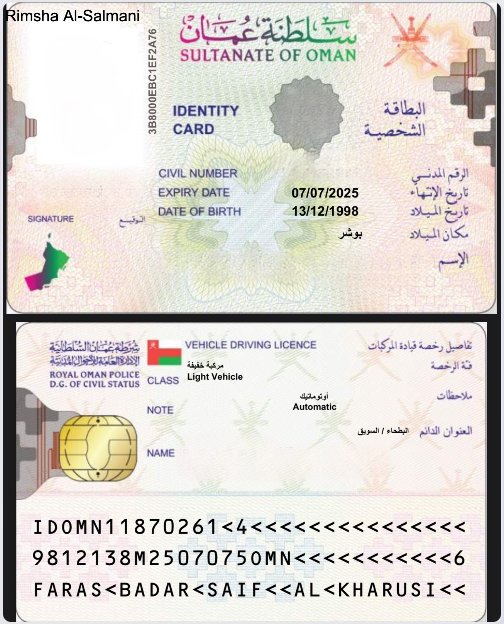 Rimsha Al-Salmani
سلطنة عمان
SULTANATE OF OMAN
3B8000EBC1EF2A76
IDENTITY CARD
البطاقة الشخصية
CIVIL NUMBER الرقم المدني
EXPIRY DATE 07/07/2025 تاريخ الإنتهاء
DATE OF BIRTH 13/12/1998 تاريخ الميلاد
بوشر مكان الميلاد
الإسم
SIGNATURE التوقيع
شرطة عمان السلطانية
الإدارة العامة للأحوال المدنية
ROYAL OMAN POLICE
D.G. OF CIVIL STATUS
VEHICLE DRIVING LICENCE تفاصيل رخصة قيادة المركبات
مركبة خفيفة فئة الرخصة
CLASS Light Vehicle
أوتوماتيك ملاحظات
NOTE Automatic
البطحاء / السويق العنوان الدائم
NAME
IDOMN11870261<4<<<<<<<<<<<<<<<
9812138M2507075OMN<<<<<<<<<<<6
FARAS<BADAR<SAIF<<AL<KHARUSI<<